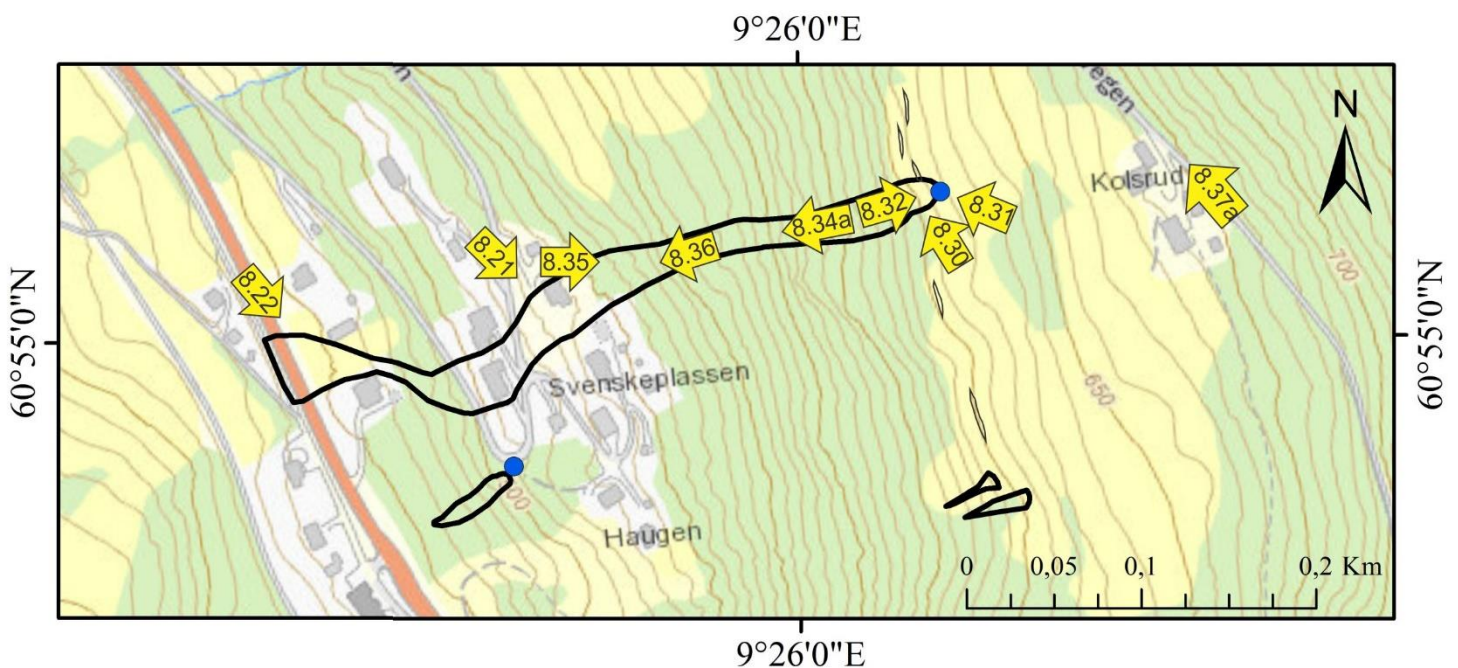 9°26'0"E
en
vegen
N
Kolsrud
8.37a
8.32
8.31
8.34a
8.30
8.36
8.21
8.35
8.22
700
60°55'0"N
60°55'0"N
Svenskeplassen
650
Haugen
0 0,05 0,1 0,2 Km
9°26'0"E